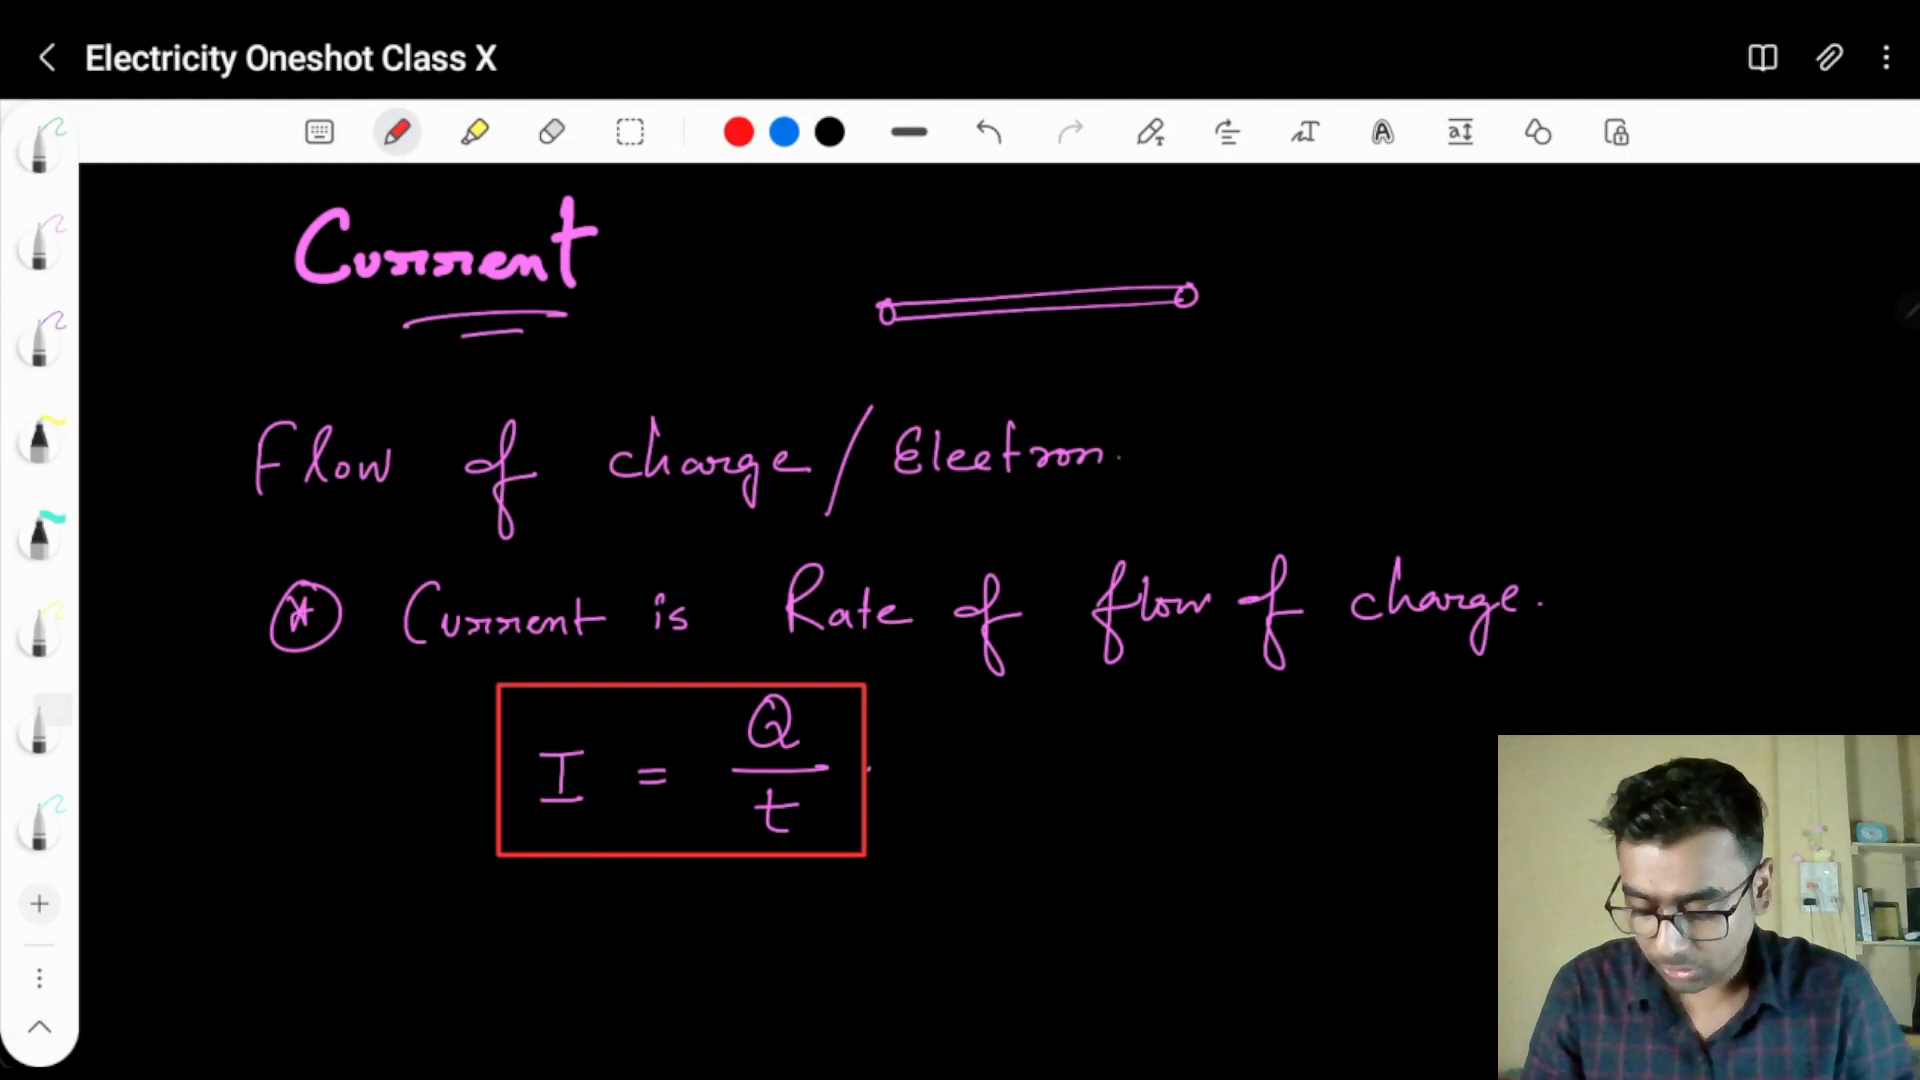 Electricity Oneshot Class X
Current
Flow of charge/Electron.
* Current is Rate of flow of charge.
I = Q/t